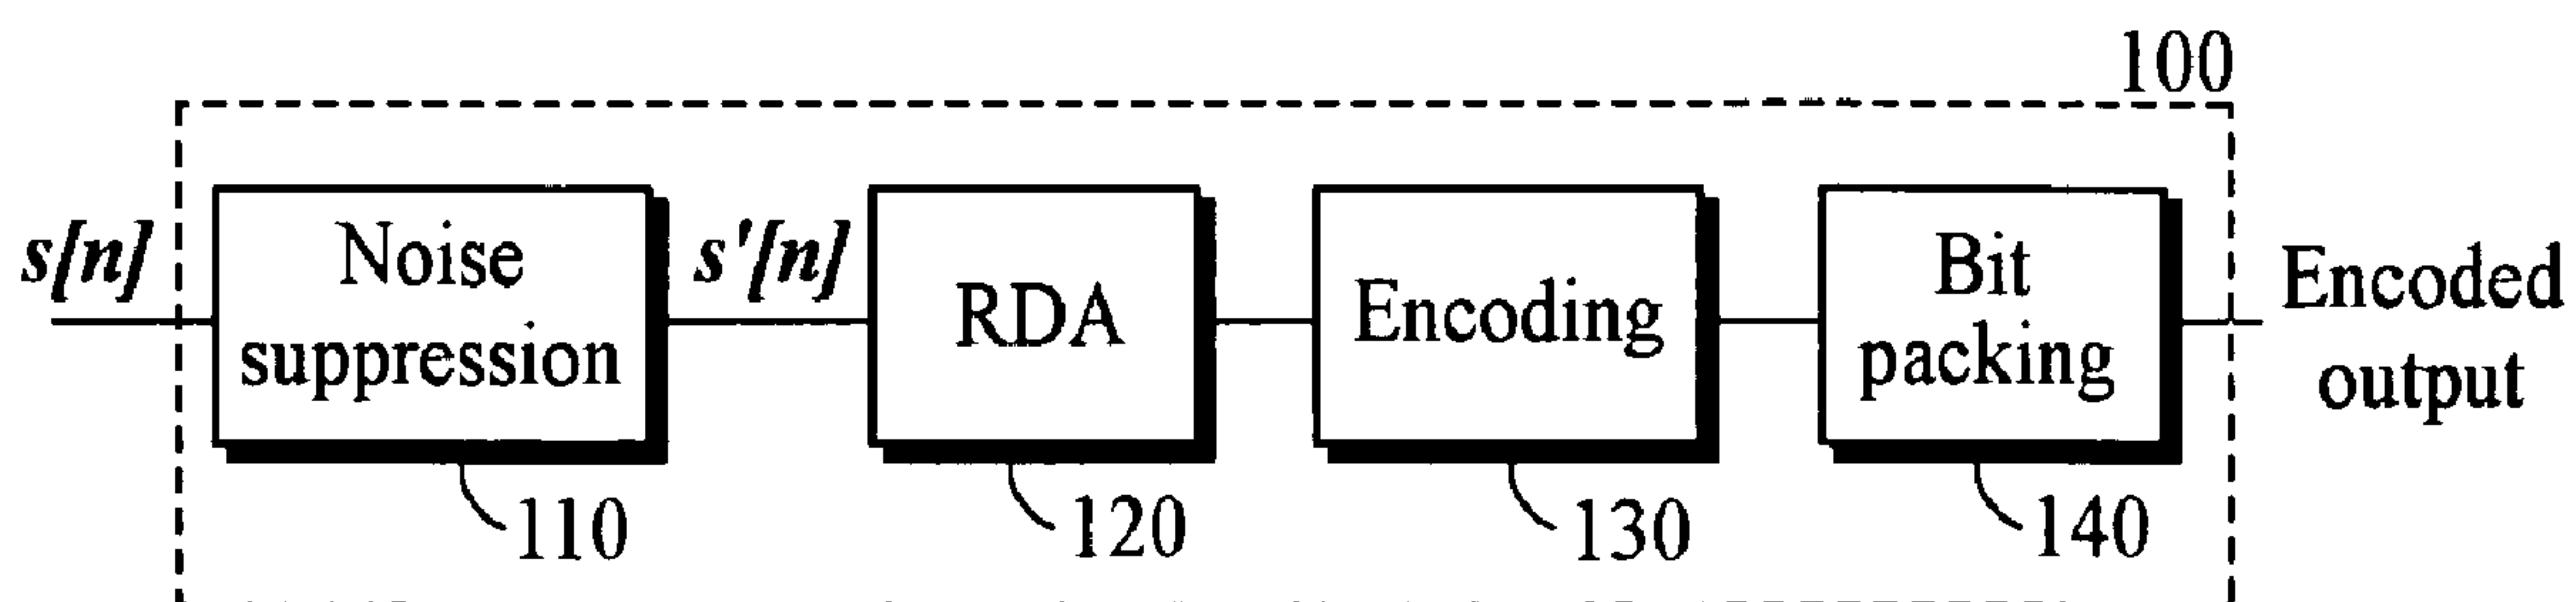 100
s[n]
Noise
suppression
s'[n]
RDA
Encoding
Bit
packing
Encoded
output
110
120
130
140